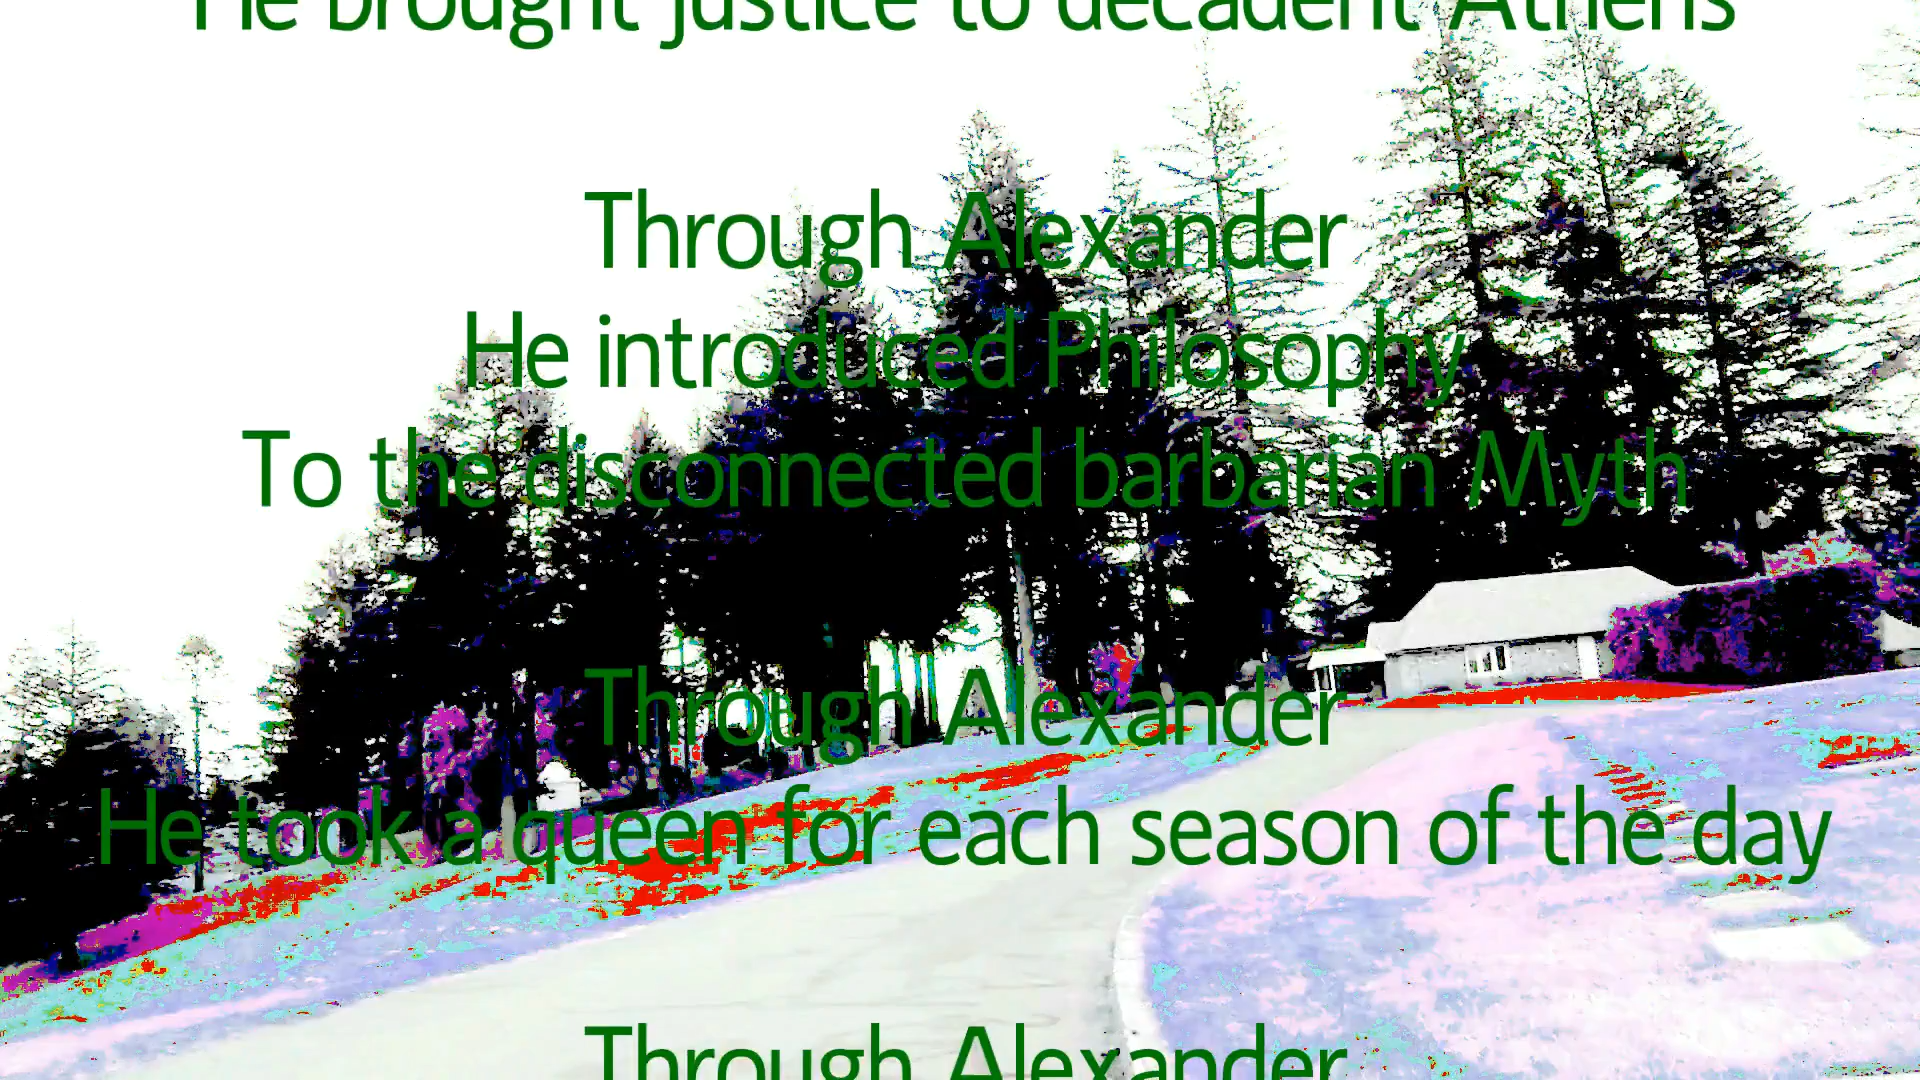 He brought justice to decadent Athens
Through Alexander
He introduced Philosophy
To the disconnected barbarian Myth
Through Alexander
He took a queen for each season of the day
Through Alexander